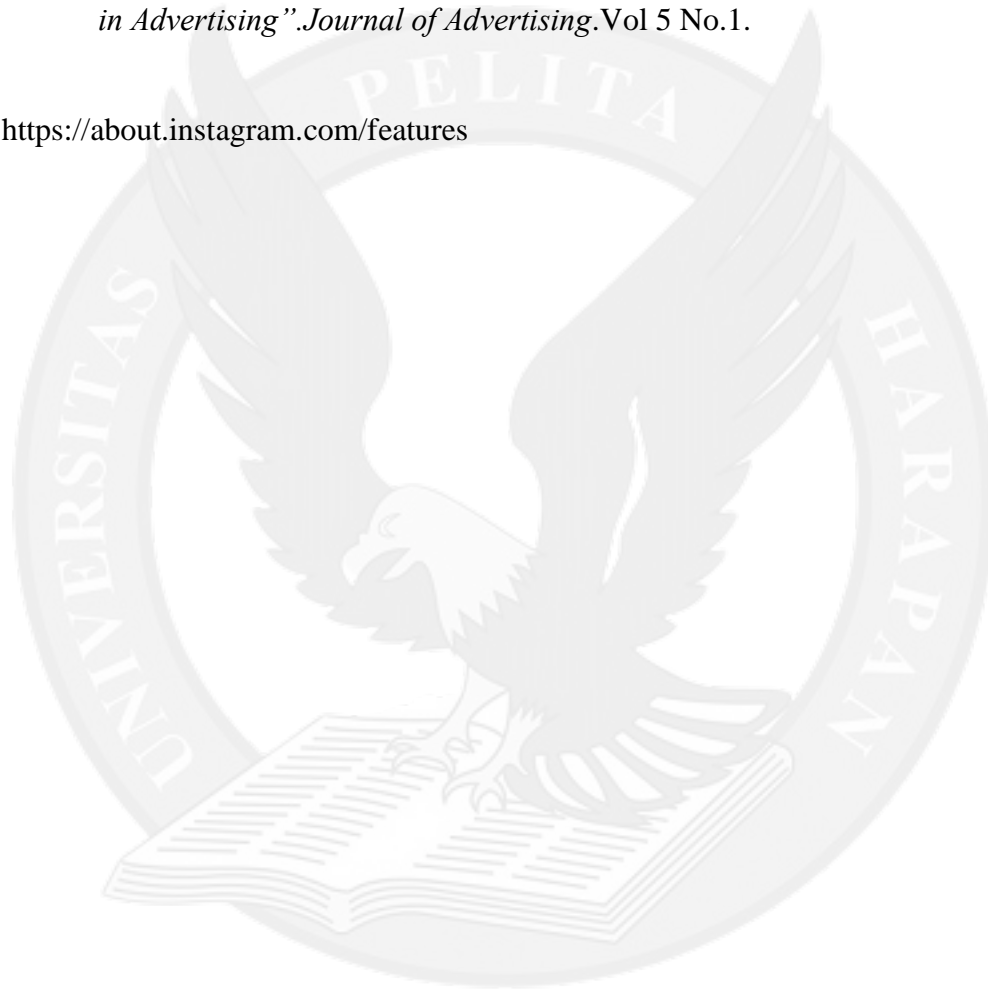 in Advertising”.Journal of Advertising.Vol 5 No.1.
https://about.instagram.com/features
UNIVERSITAS PELITA HARAPAN